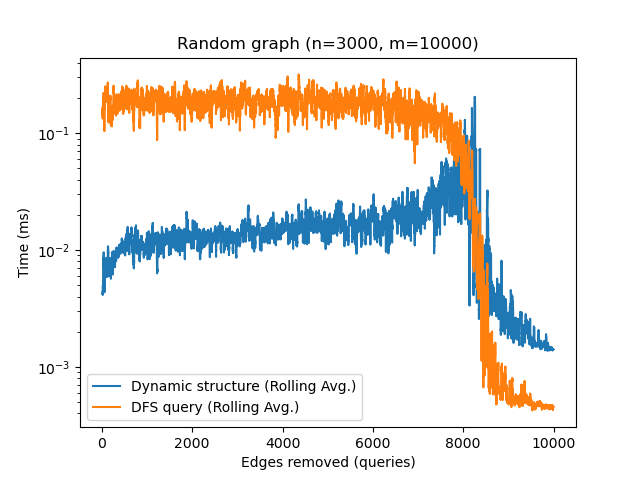 Random graph (n=3000, m=10000)
Time (ms)
10⁻¹
10⁻²
10⁻³
Dynamic structure (Rolling Avg.)
DFS query (Rolling Avg.)
0 2000 4000 6000 8000 10000
Edges removed (queries)